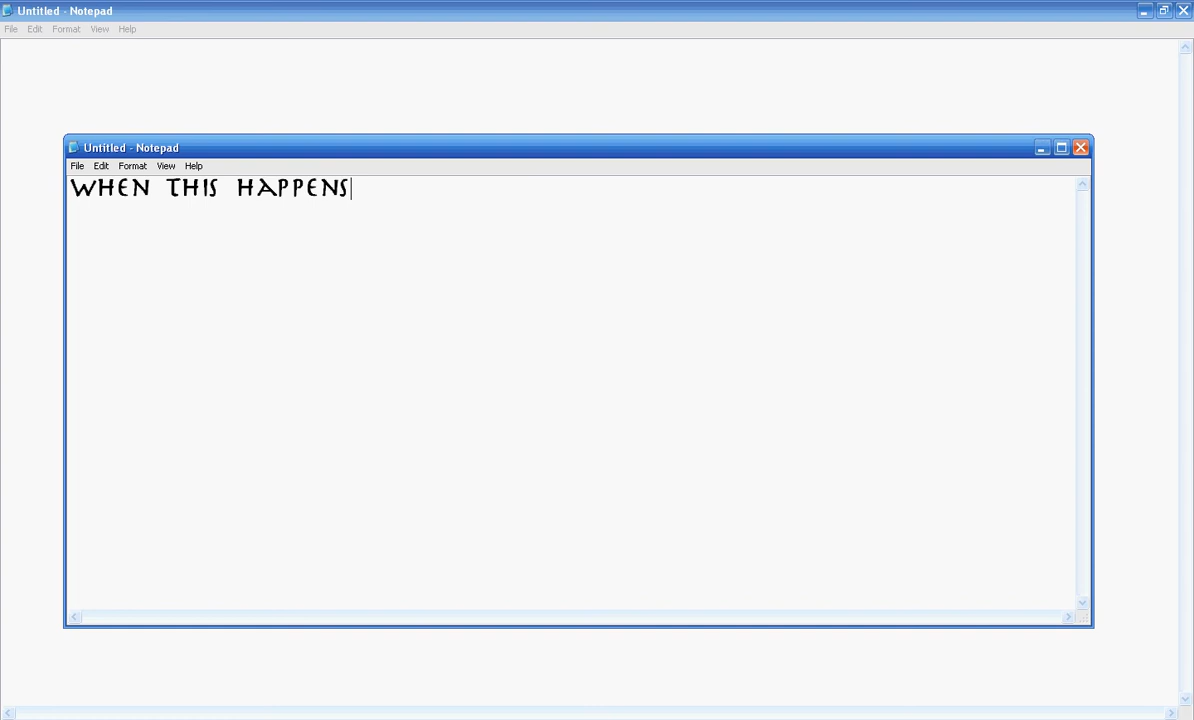 Untitled - Notepad
File Edit Format View Help
Untitled - Notepad
File Edit Format View Help
WHEN THIS HAPPENS